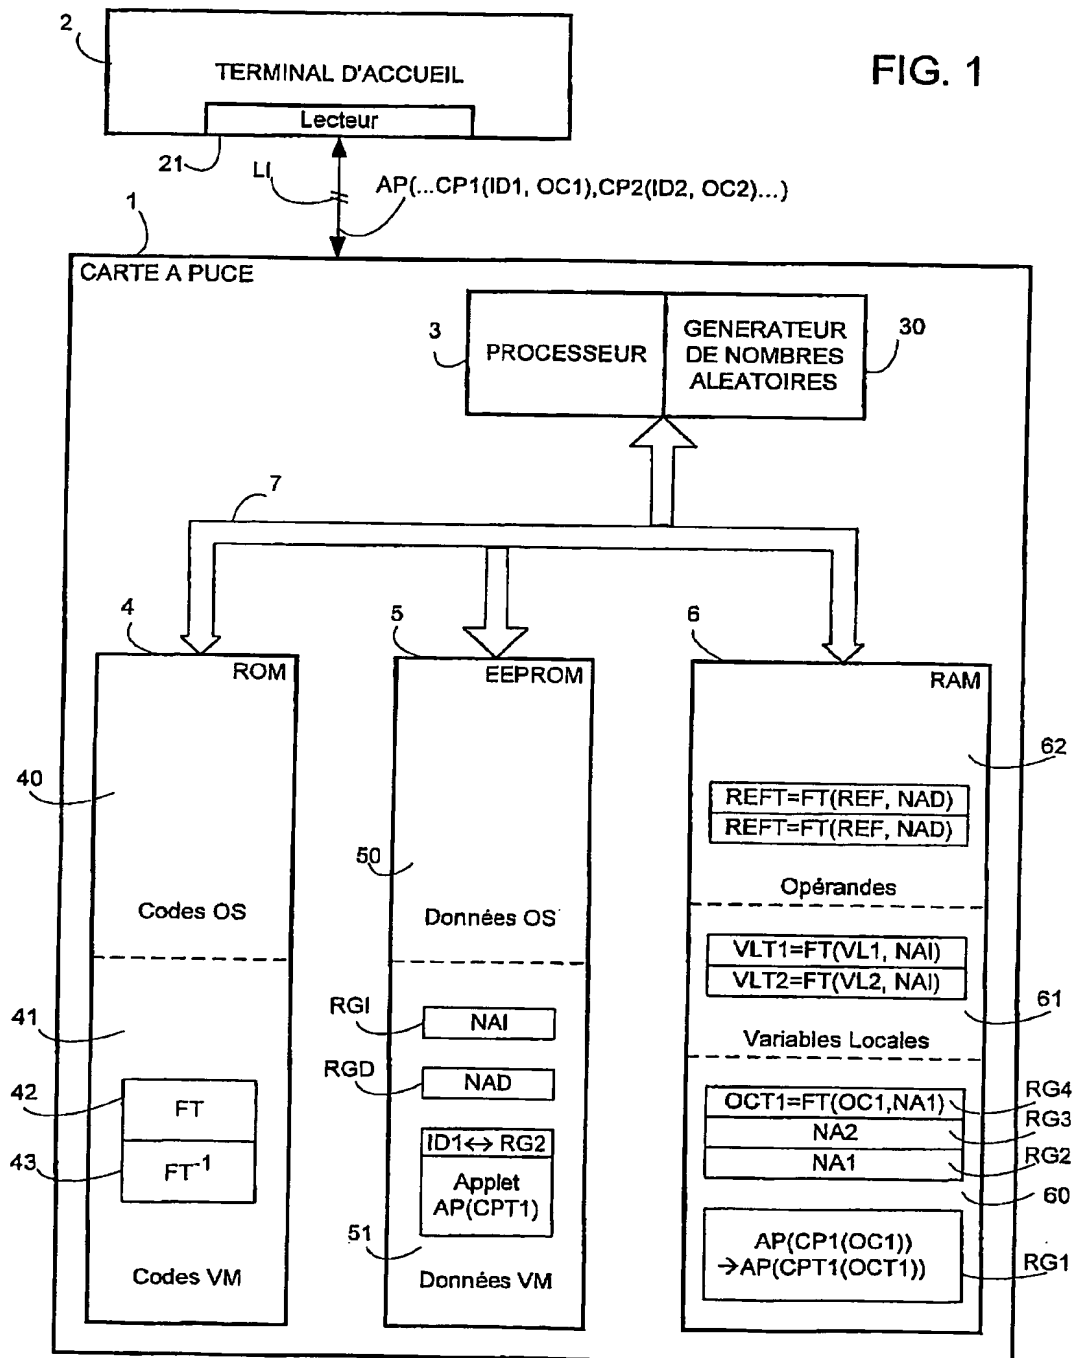 FIG. 1
2
TERMINAL D'ACCUEIL
Lecteur
21
LI
AP(...CP1(ID1, OC1),CP2(ID2, OC2)...)
1
CARTE A PUCE
3
PROCESSEUR
GENERATEUR
DE NOMBRES
ALEATOIRES
30
7
4
ROM
5
EEPROM
6
RAM
40
Codes OS
41
42
FT
43
FT-1
Codes VM
50
Données OS
RGI
NAI
RGD
NAD
ID1↔ RG2
Applet
AP(CPT1)
51
Données VM
62
REFT=FT(REF, NAD)
REFT=FT(REF, NAD)
Opérandes
VLT1=FT(VL1, NAI)
VLT2=FT(VL2, NAI)
61
Variables Locales
OCT1=FT(OC1,NA1)
RG4
NA2
RG3
NA1
RG2
60
AP(CP1(OC1))
→AP(CPT1(OCT1))
RG1